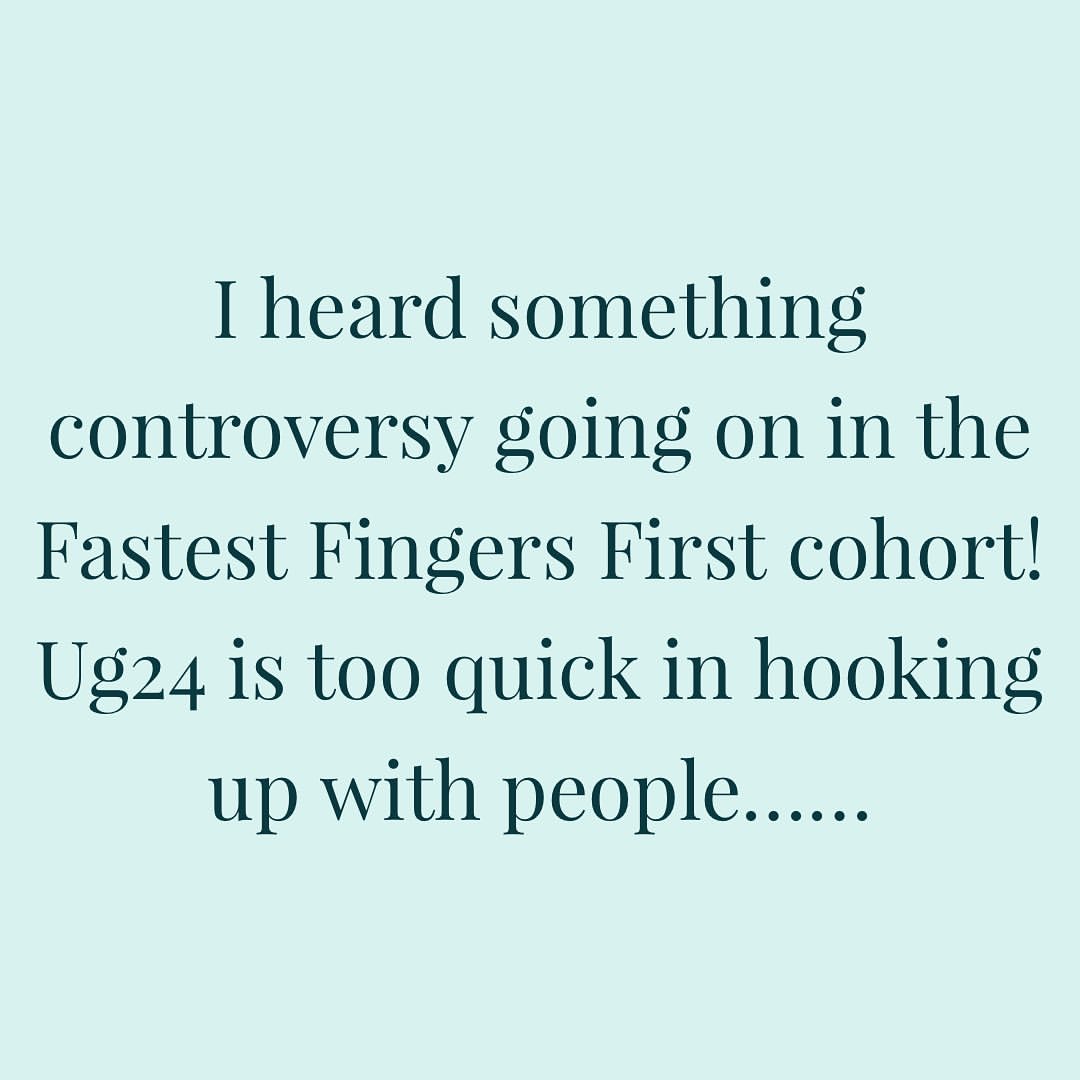 I heard something
controversy going on in the
Fastest Fingers First cohort!
Ug24 is too quick in hooking
up with people......